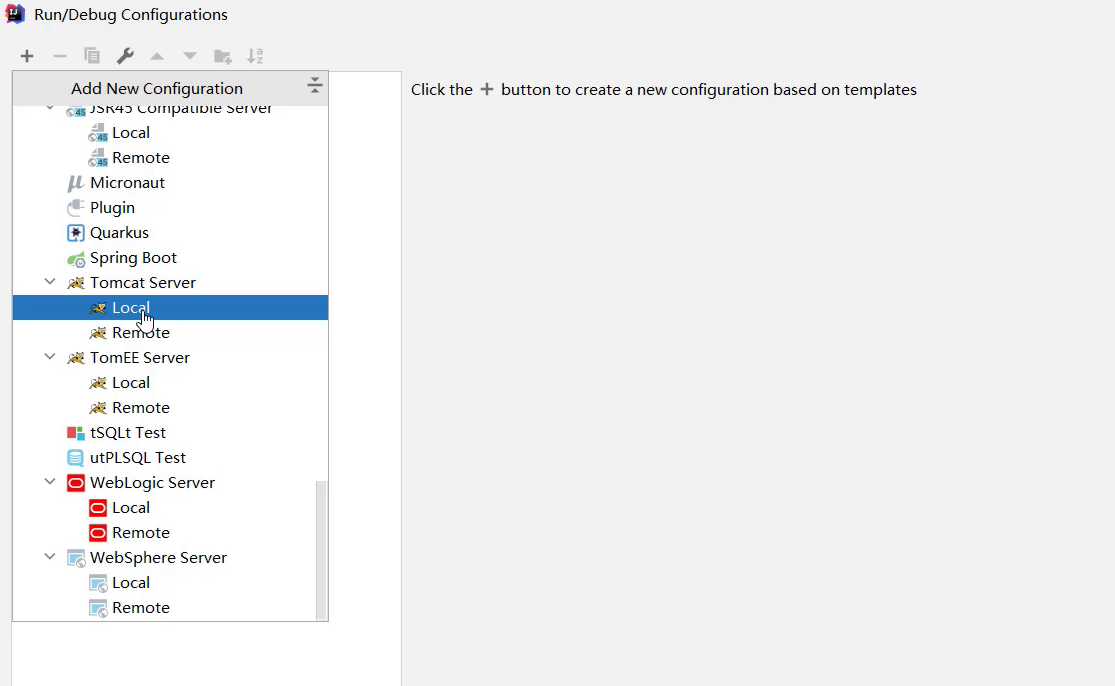 Run/Debug Configurations
Add New Configuration
Click the + button to create a new configuration based on templates
JSR45 Compatible Server
Local
Remote
Micronaut
Plugin
Quarkus
Spring Boot
Tomcat Server
Local
Remote
TomEE Server
Local
Remote
tSQLt Test
utPLSQL Test
WebLogic Server
Local
Remote
WebSphere Server
Local
Remote